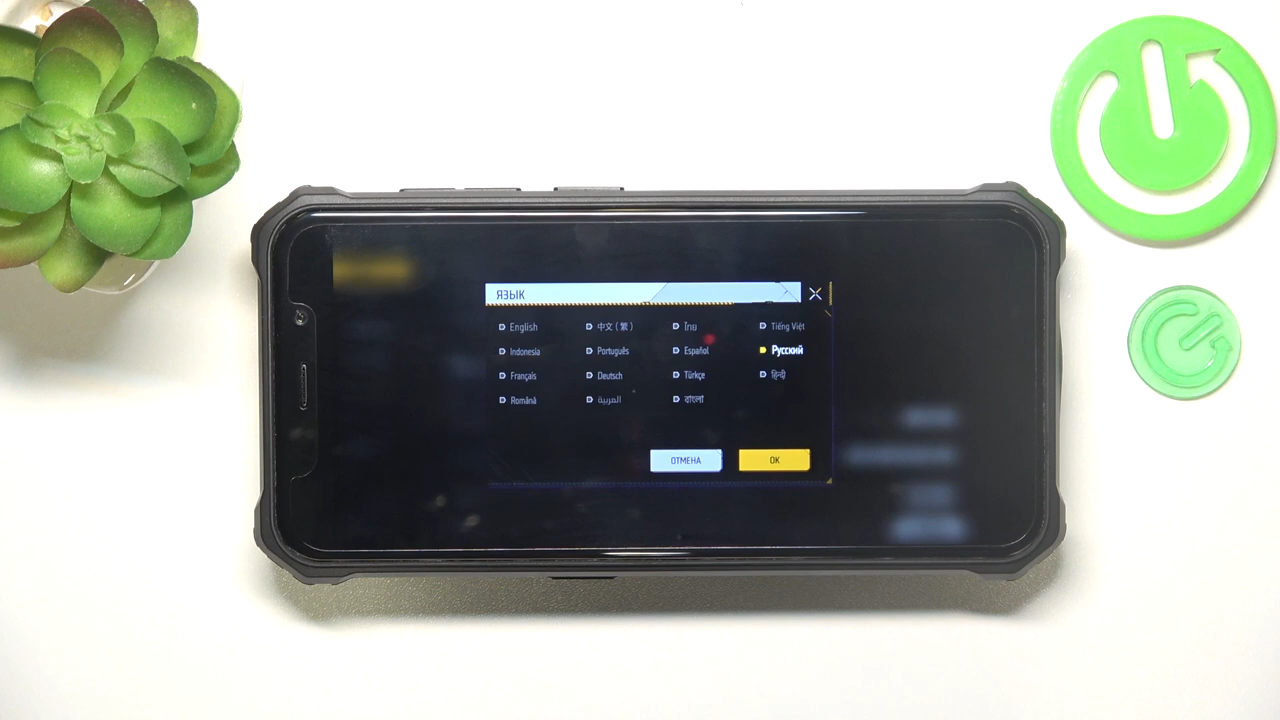 ЯЗЫК
English 中文 (繁) ไทย Tiếng Việt
Indonesia Português Español Русский
Français Deutsch Türkçe हिन्दी
Română العربية বাংলা
ОТМЕНА OK